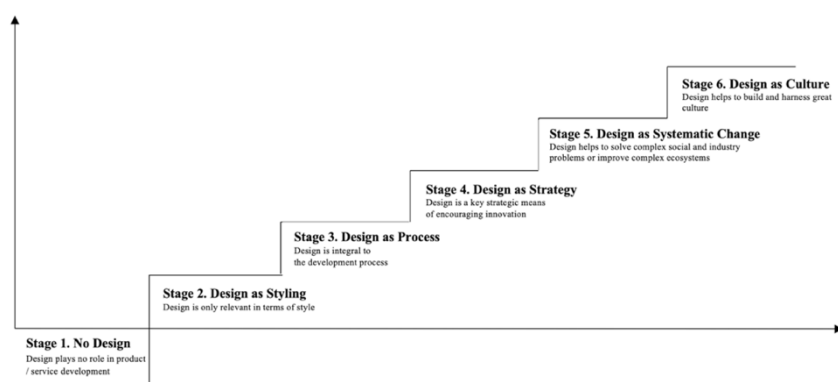 Stage 6. Design as Culture
Design helps to build and harness great
culture
Stage 5. Design as Systematic Change
Design helps to solve complex social and industry
problems or improve complex ecosystems
Stage 4. Design as Strategy
Design is a key strategic means
of encouraging innovation
Stage 3. Design as Process
Design is integral to
the development process
Stage 2. Design as Styling
Design is only relevant in terms of style
Stage 1. No Design
Design plays no role in product
/ service development